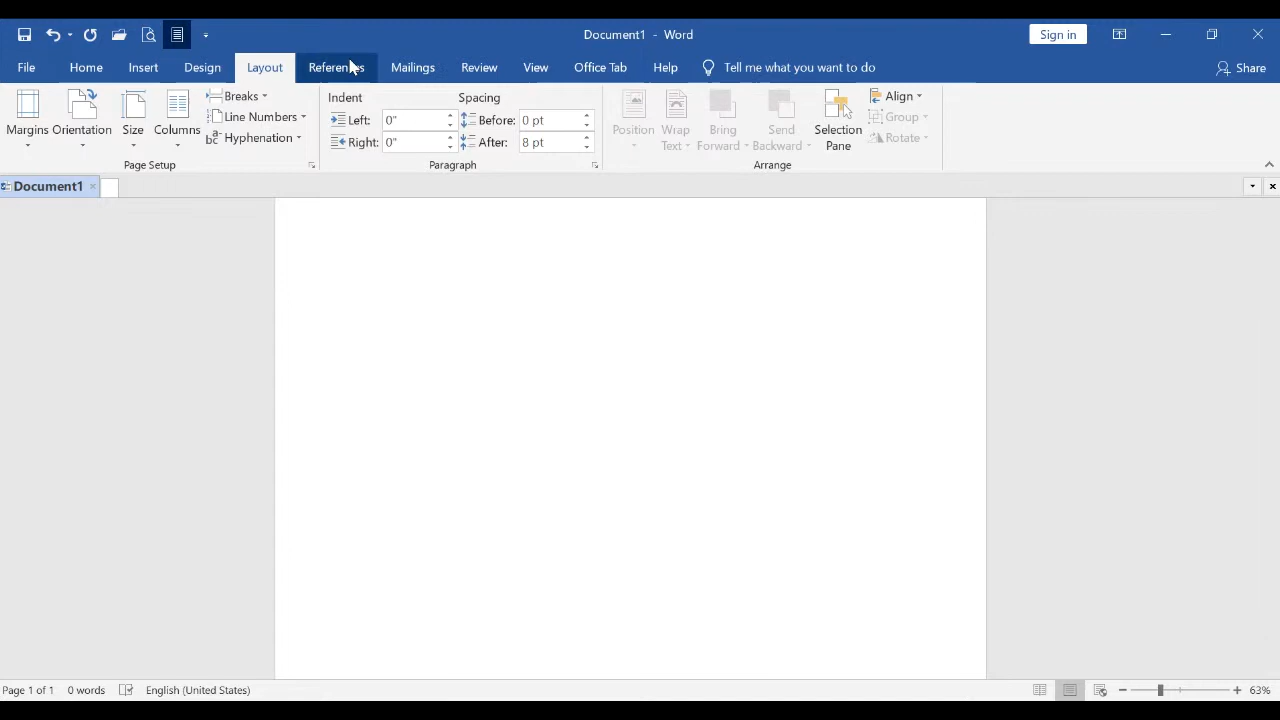 Document1 - Word
Sign in
File Home Insert Design Layout References Mailings Review View Office Tab Help Tell me what you want to do Share
Margins
Orientation
Size
Columns
Breaks
Line Numbers
Hyphenation
Page Setup
Indent
Left: 0"
Right: 0"
Spacing
Before: 0 pt
After: 8 pt
Paragraph
Position
Wrap
Text
Bring
Forward
Send
Backward
Selection
Pane
Align
Group
Rotate
Arrange
Document1
Page 1 of 1 0 words English (United States) 63%